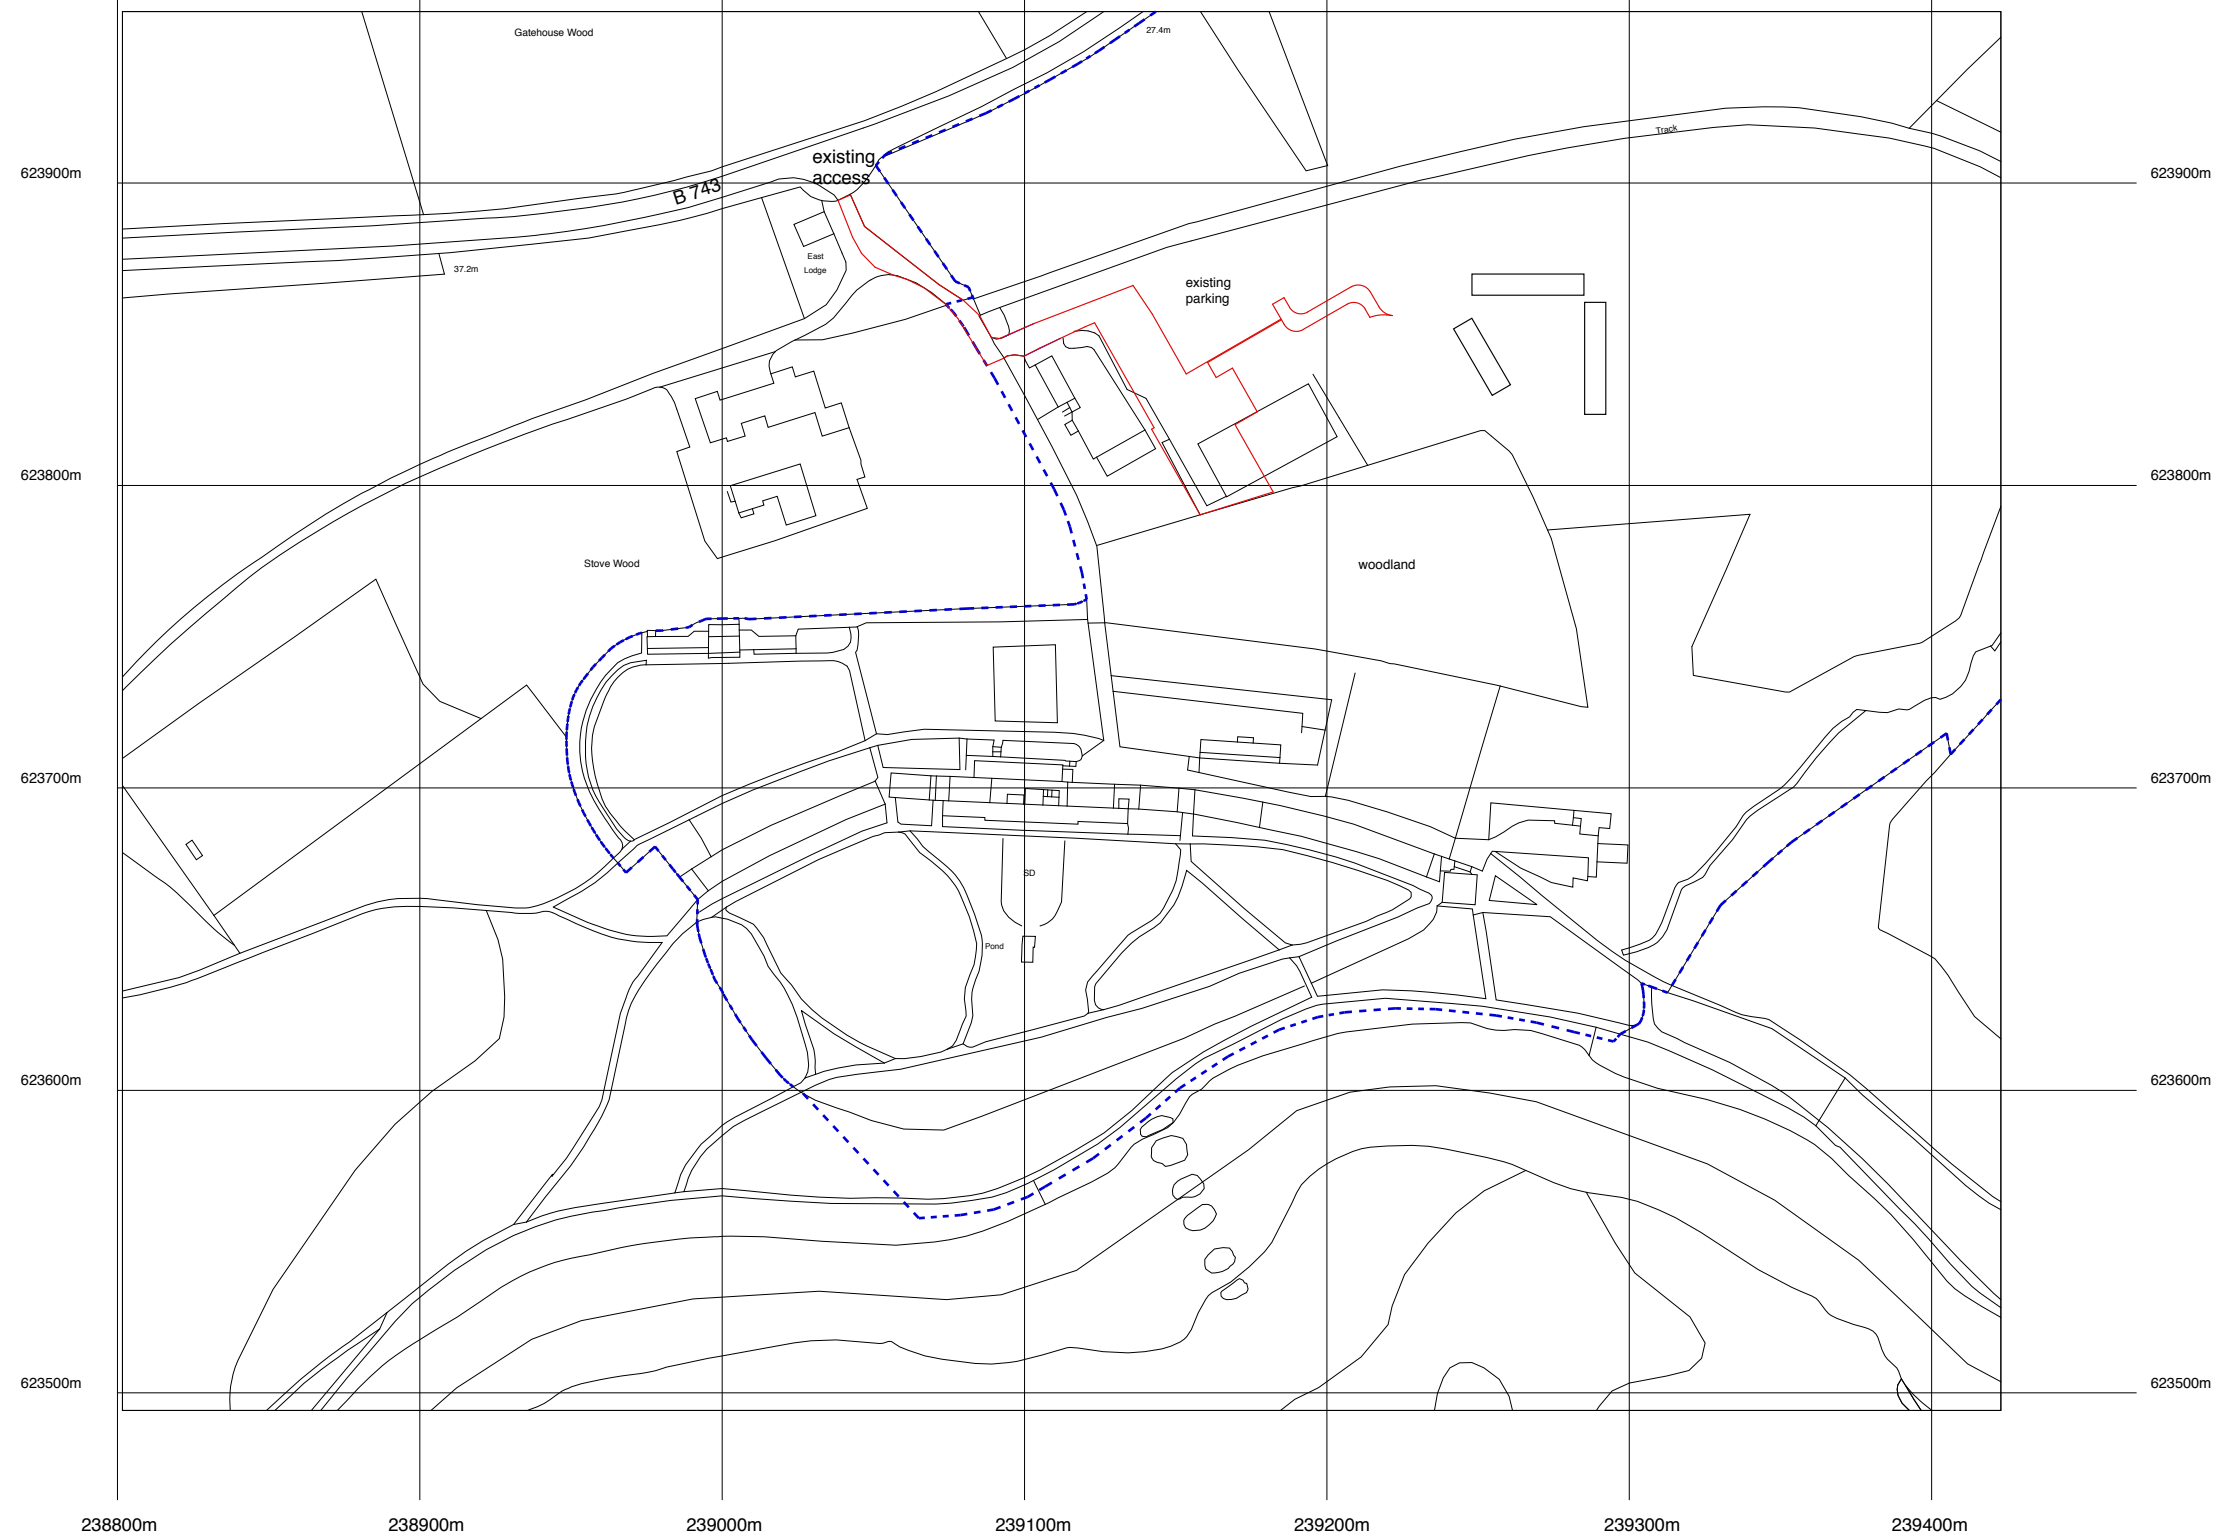 Gatehouse Wood
27.4m
Track
existing
access
623900m
623900m
B 743
East
Lodge
37.2m
existing
parking
623800m
623800m
Stove Wood
woodland
623700m
623700m
SD
Pond
623600m
623600m
623500m
623500m
238800m
238900m
239000m
239100m
239200m
239300m
239400m